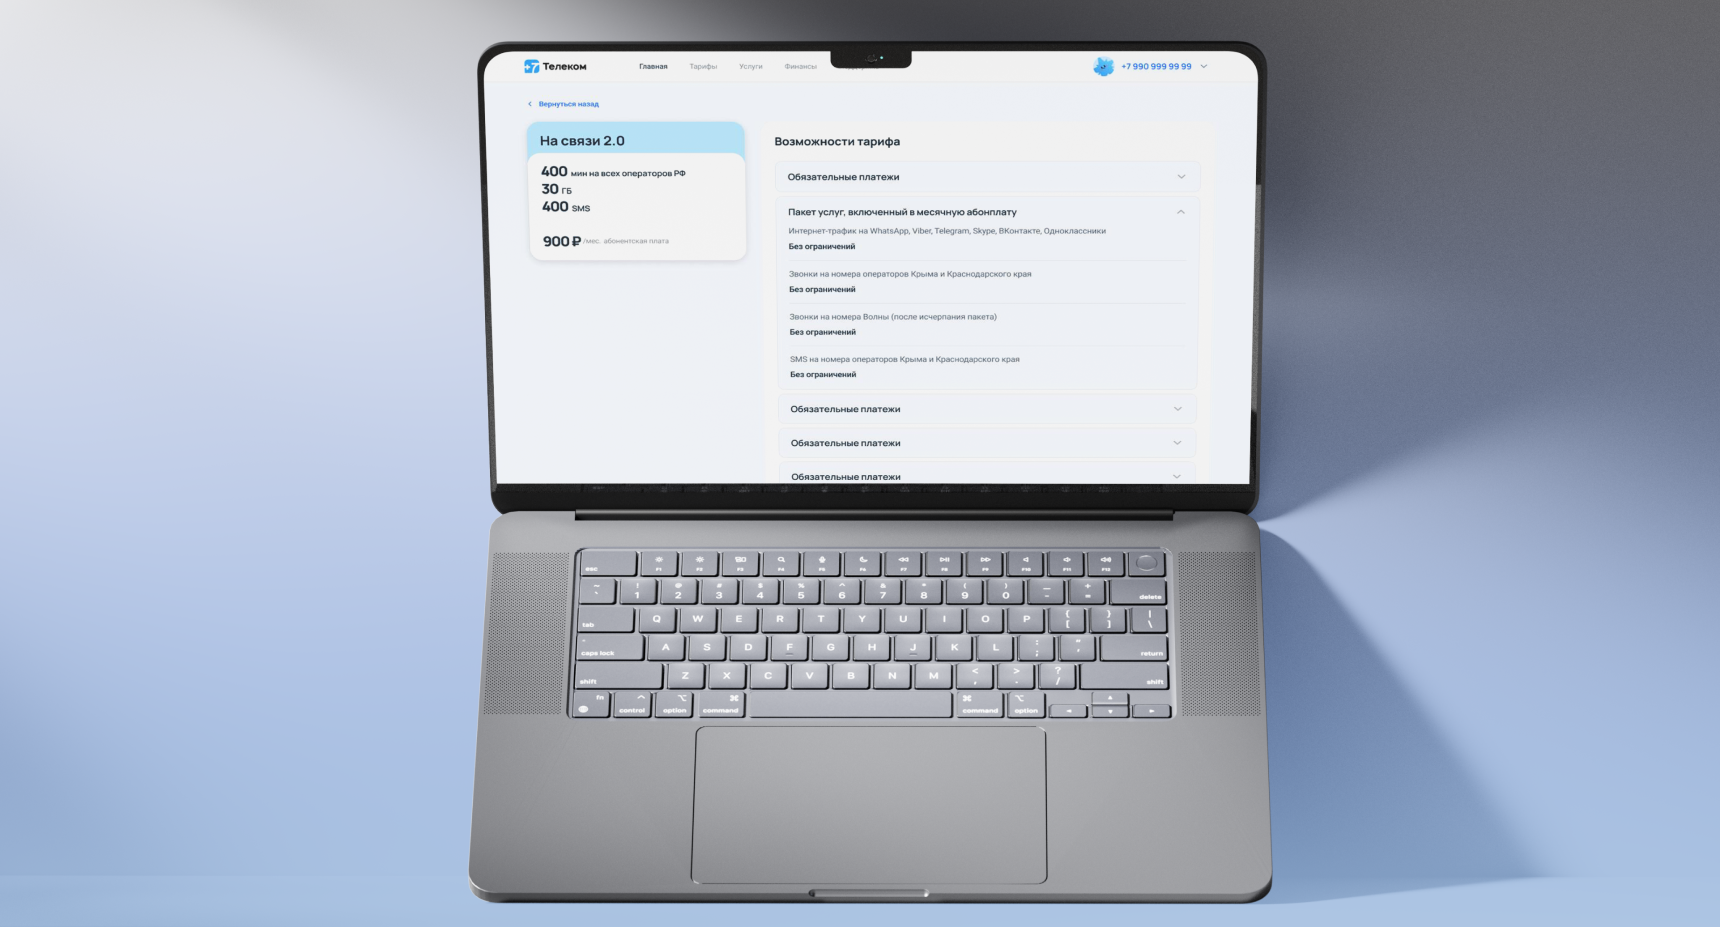 +7 Телеком
Главная
Тарифы
Услуги
Финансы
+7 990 999 99 99
Вернуться назад
На связи 2.0
400 мин на всех операторов РФ
30 ГБ
400 SMS
900 ₽ /мес. абонентская плата
Возможности тарифа
Обязательные платежи
Пакет услуг, включенный в месячную абонплату
Интернет-трафик на WhatsApp, Viber, Telegram, Skype, ВКонтакте, Одноклассники
Без ограничений
Звонки на номера операторов Крыма и Краснодарского края
Без ограничений
Звонки на номера Волны (после исчерпания пакета)
Без ограничений
SMS на номера операторов Крыма и Краснодарского края
Без ограничений
Обязательные платежи
Обязательные платежи
Обязательные платежи
esc F1 F2 F3 F4 F5 F6 F7 F8 F9 F10 F11 F12
~ ! @ # $ % ^ & * ( ) — +
` 1 2 3 4 5 6 7 8 9 0 - = delete
tab Q W E R T Y U I O P { [ } ] | \
caps lock A S D F G H J K L : ; " ' return
shift Z X C V B N M < , > . ? / shift
fn control option command command option